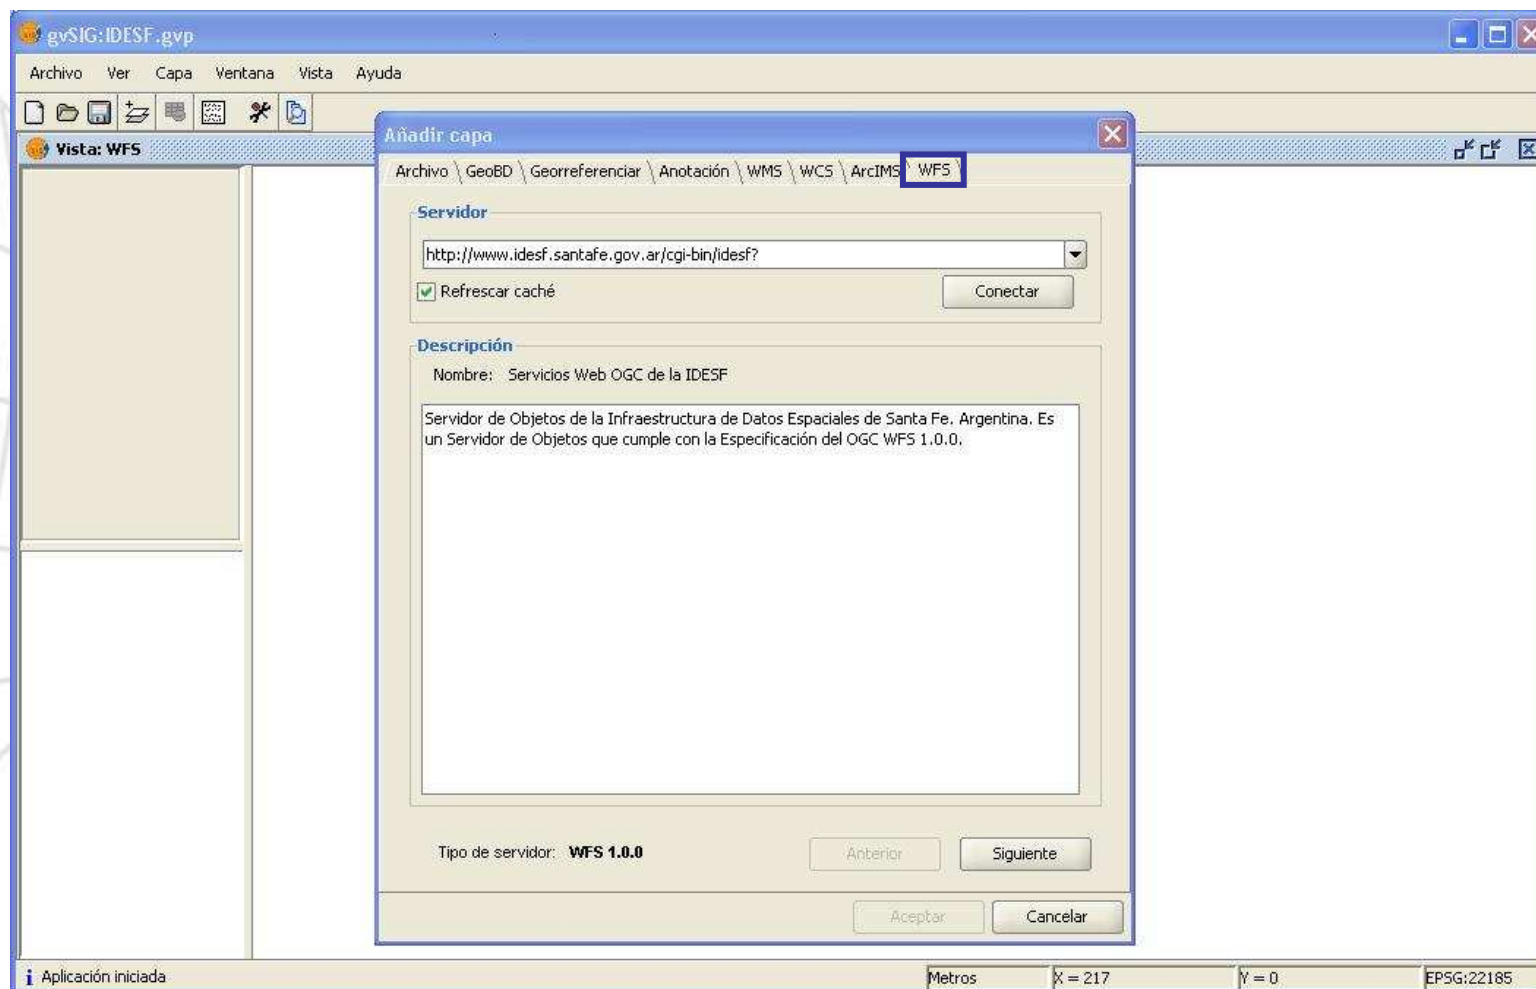 gvSIG:IDESF.gvp
Archivo Ver Capa Ventana Vista Ayuda
Vista: WFS
Añadir capa
Archivo GeoBD Georreferenciar Anotación WMS WCS ArcIMS WFS
Servidor
http://www.idesf.santafe.gov.ar/cgi-bin/idesf?
Refrescar caché
Conectar
Descripción
Nombre: Servicios Web OGC de la IDESF
Servidor de Objetos de la Infraestructura de Datos Espaciales de Santa Fe. Argentina. Es
un Servidor de Objetos que cumple con la Especificación del OGC WFS 1.0.0.
Tipo de servidor: WFS 1.0.0
Anterior
Siguiente
Aceptar
Cancelar
Aplicación iniciada
Metros
X = 217
Y = 0
EPSG:22185